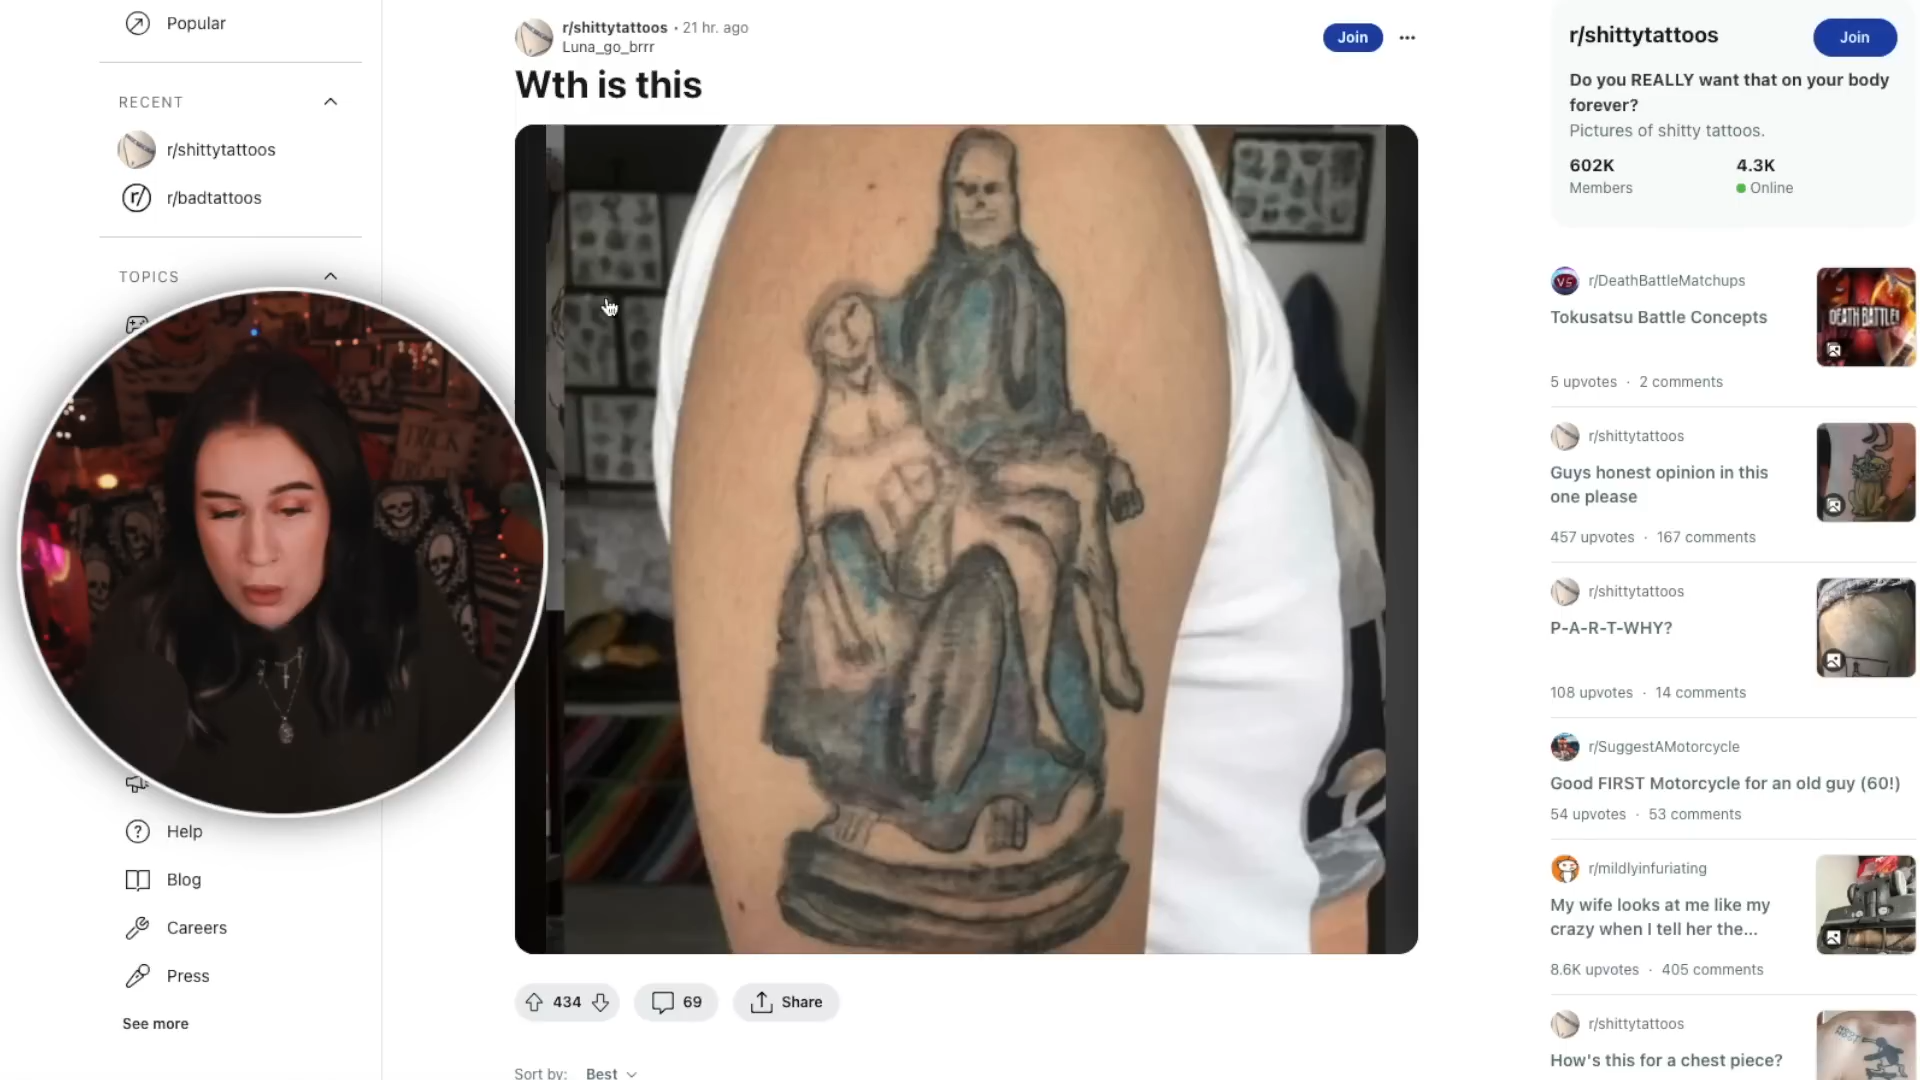 Popular
RECENT
r/shittytattoos
r/badtattoos
TOPICS
Help
Blog
Careers
Press
See more
r/shittytattoos • 21 hr. ago
Luna_go_brrr
Join
Wth is this
434
69
Share
Sort by: Best
r/shittytattoos
Join
Do you REALLY want that on your body
forever?
Pictures of shitty tattoos.
602K
4.3K
Members
Online
r/DeathBattleMatchups
Tokusatsu Battle Concepts
DEATH BATTLE!
5 upvotes · 2 comments
r/shittytattoos
Guys honest opinion in this
one please
457 upvotes · 167 comments
r/shittytattoos
P-A-R-T-WHY?
108 upvotes · 14 comments
r/SuggestAMotorcycle
Good FIRST Motorcycle for an old guy (60!)
54 upvotes · 53 comments
r/mildlyinfuriating
My wife looks at me like my
crazy when I tell her the...
8.6K upvotes · 405 comments
r/shittytattoos
How's this for a chest piece?